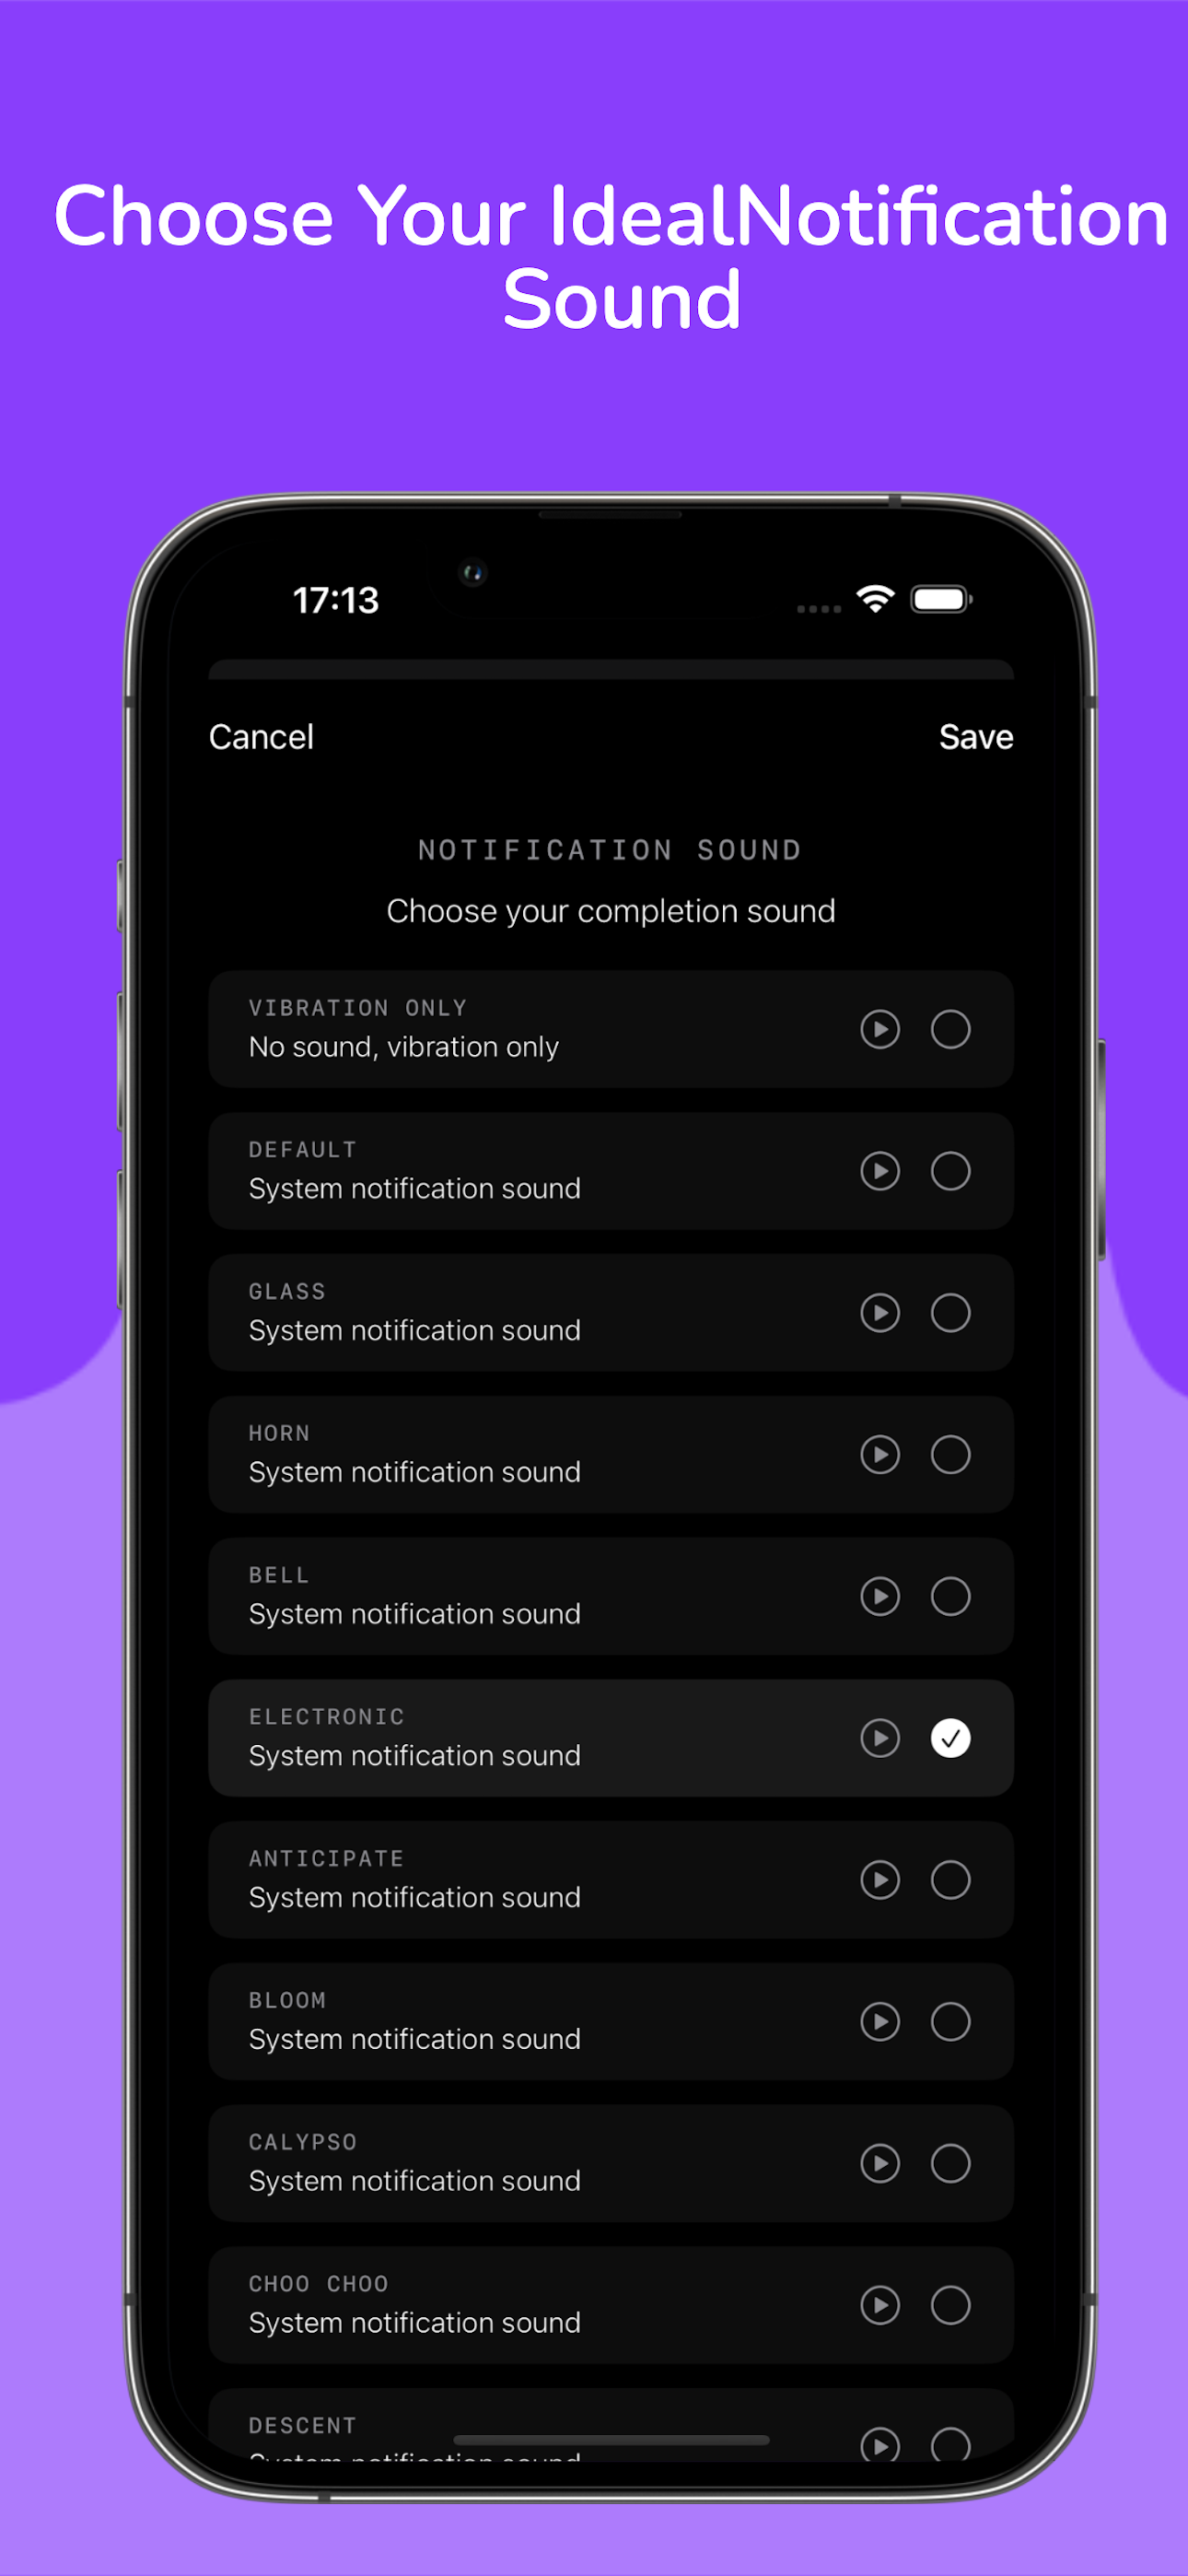 Choose Your IdealNotification
Sound
17:13
Cancel
Save
NOTIFICATION SOUND
Choose your completion sound
VIBRATION ONLY
No sound, vibration only
DEFAULT
System notification sound
GLASS
System notification sound
HORN
System notification sound
BELL
System notification sound
ELECTRONIC
System notification sound
ANTICIPATE
System notification sound
BLOOM
System notification sound
CALYPSO
System notification sound
CHOO CHOO
System notification sound
DESCENT
System notification sound